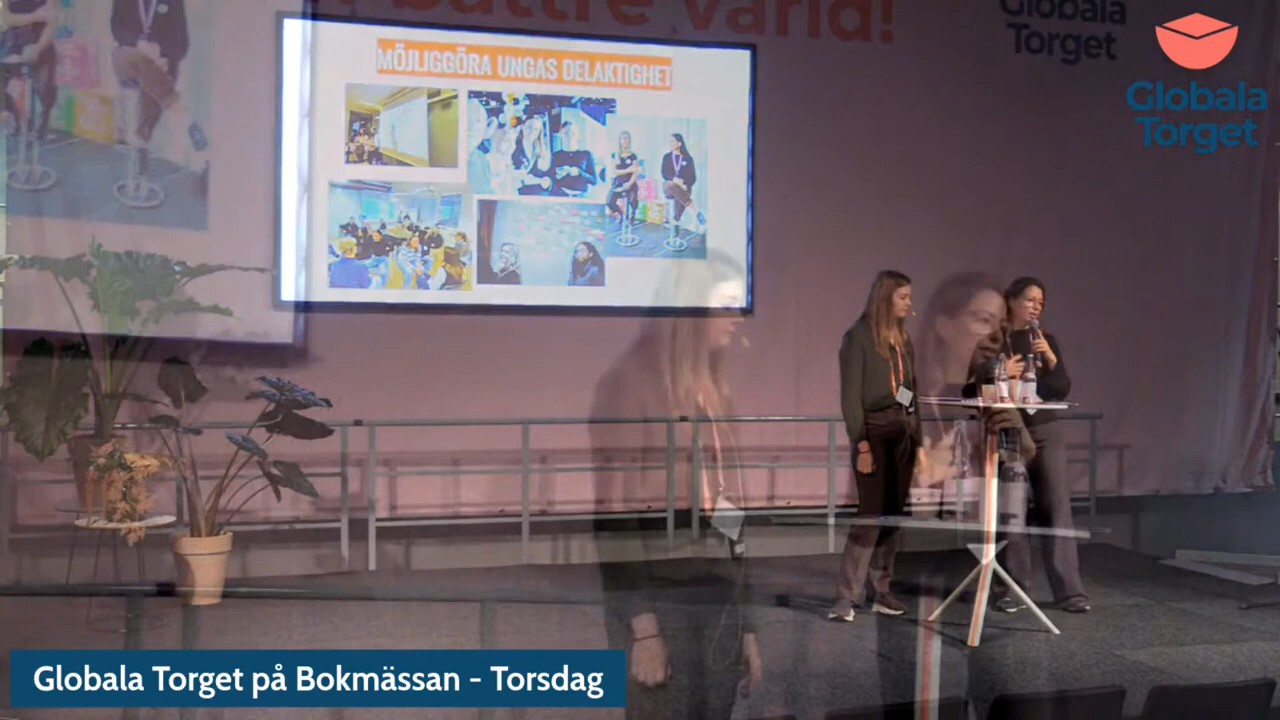 bättre värld!
Globala
Torget
Globala
Torget
MÖJLIGGÖRA UNGAS DELAKTIGHET
Globala Torget på Bokmässan - Torsdag